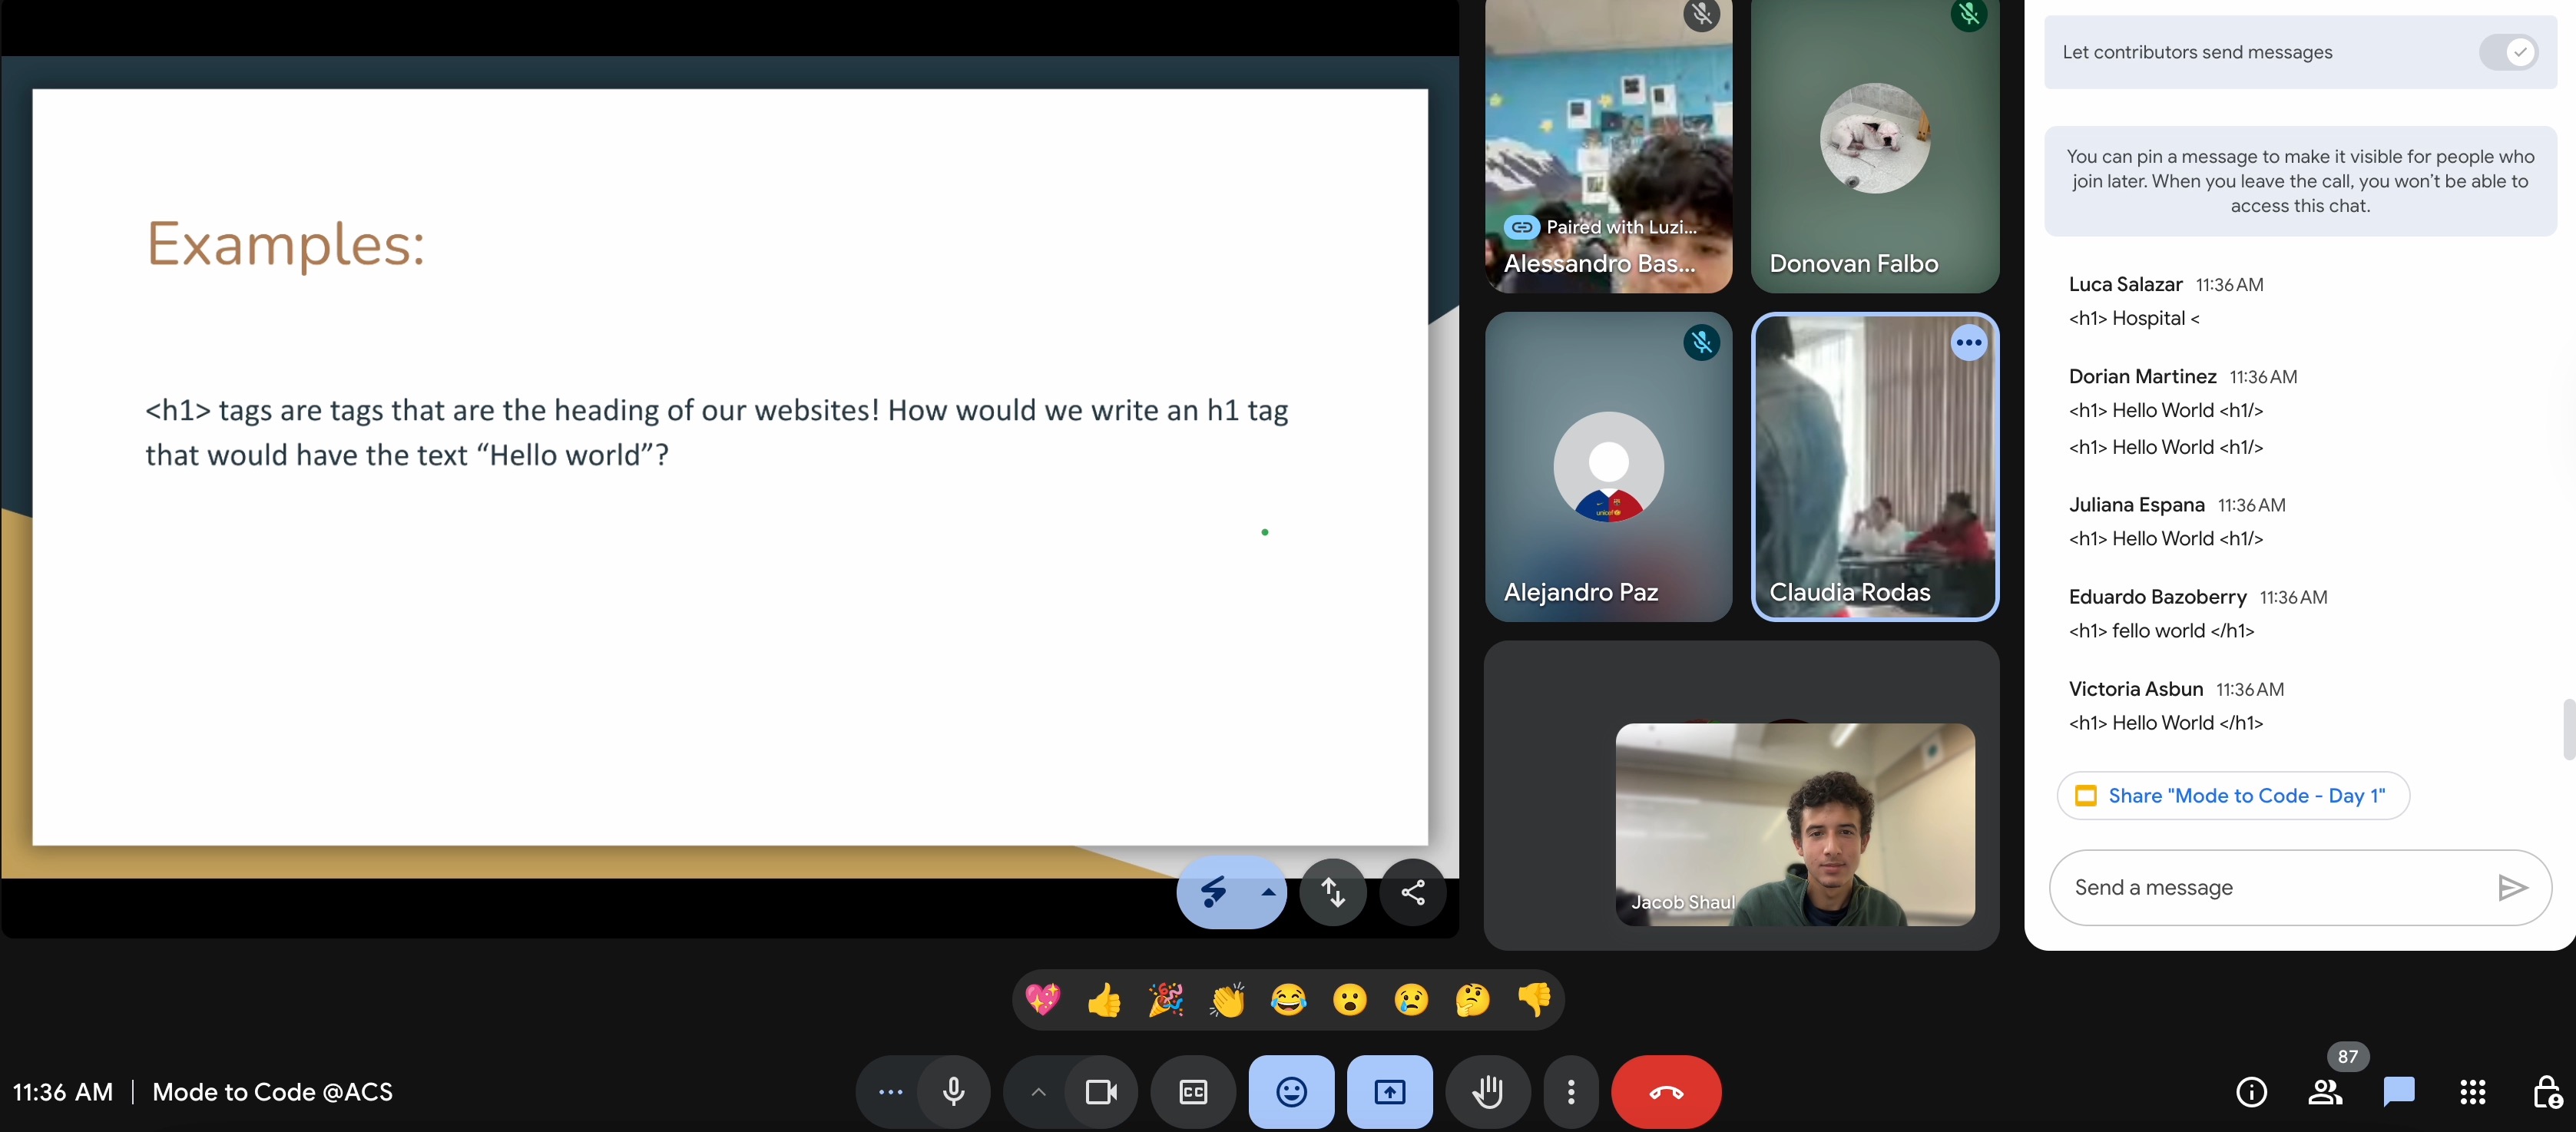 Examples:
<h1> tags are tags that are the heading of our websites! How would we write an h1 tag
that would have the text “Hello world”?
Paired with Luzi...
Alessandro Bas...
Donovan Falbo
Alejandro Paz
unicef
Claudia Rodas
Jacob Shaul
Let contributors send messages
You can pin a message to make it visible for people who
join later. When you leave the call, you won’t be able to
access this chat.
Luca Salazar 11:36 AM
<h1> Hospital <
Dorian Martinez 11:36 AM
<h1> Hello World <h1/>
<h1> Hello World <h1/>
Juliana Espana 11:36 AM
<h1> Hello World <h1/>
Eduardo Bazoberry 11:36 AM
<h1> fello world </h1>
Victoria Asbun 11:36 AM
<h1> Hello World </h1>
Share "Mode to Code - Day 1"
Send a message
11:36 AM | Mode to Code @ACS
CC
87